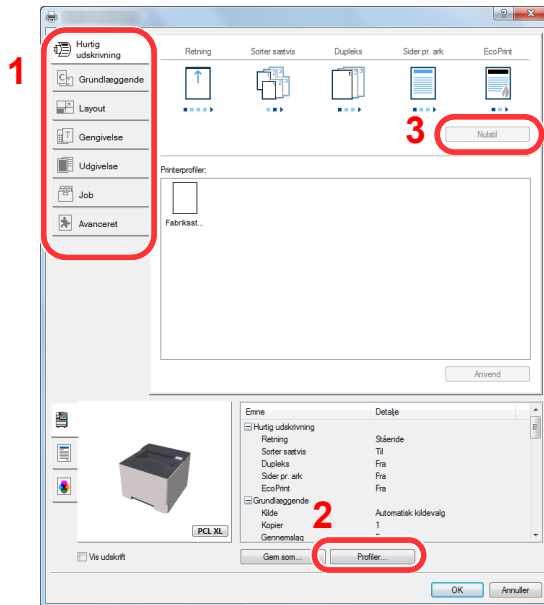 1
Hurtig
udskrivning
Grundlæggende
Layout
Gengivelse
Udgivelse
Job
Avanceret
Retning
Sorter sætvis
Dupleks
Sider pr. ark
EcoPrint
3
Nulstil
Printerprofiler:
Fabriksst...
Anvend
Emne Detalje
Hurtig udskrivning
Retning Stående
Sorter sætvis Til
Dupleks Fra
Sider pr. ark Fra
EcoPrint Fra
Grundlæggende
Kilde Automatisk kildevalg
Kopier 1
Gennemslag
PCL XL
Vis udskrift
2
Gem som...
Profiler...
OK
Annuller